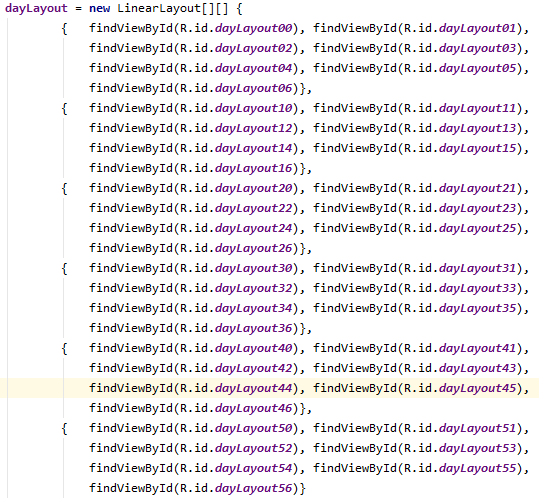 dayLayout = new LinearLayout[][] {
{   findViewById(R.id.dayLayout00), findViewById(R.id.dayLayout01),
findViewById(R.id.dayLayout02), findViewById(R.id.dayLayout03),
findViewById(R.id.dayLayout04), findViewById(R.id.dayLayout05),
findViewById(R.id.dayLayout06)},
{   findViewById(R.id.dayLayout10), findViewById(R.id.dayLayout11),
findViewById(R.id.dayLayout12), findViewById(R.id.dayLayout13),
findViewById(R.id.dayLayout14), findViewById(R.id.dayLayout15),
findViewById(R.id.dayLayout16)},
{   findViewById(R.id.dayLayout20), findViewById(R.id.dayLayout21),
findViewById(R.id.dayLayout22), findViewById(R.id.dayLayout23),
findViewById(R.id.dayLayout24), findViewById(R.id.dayLayout25),
findViewById(R.id.dayLayout26)},
{   findViewById(R.id.dayLayout30), findViewById(R.id.dayLayout31),
findViewById(R.id.dayLayout32), findViewById(R.id.dayLayout33),
findViewById(R.id.dayLayout34), findViewById(R.id.dayLayout35),
findViewById(R.id.dayLayout36)},
{   findViewById(R.id.dayLayout40), findViewById(R.id.dayLayout41),
findViewById(R.id.dayLayout42), findViewById(R.id.dayLayout43),
findViewById(R.id.dayLayout44), findViewById(R.id.dayLayout45),
findViewById(R.id.dayLayout46)},
{   findViewById(R.id.dayLayout50), findViewById(R.id.dayLayout51),
findViewById(R.id.dayLayout52), findViewById(R.id.dayLayout53),
findViewById(R.id.dayLayout54), findViewById(R.id.dayLayout55),
findViewById(R.id.dayLayout56)}